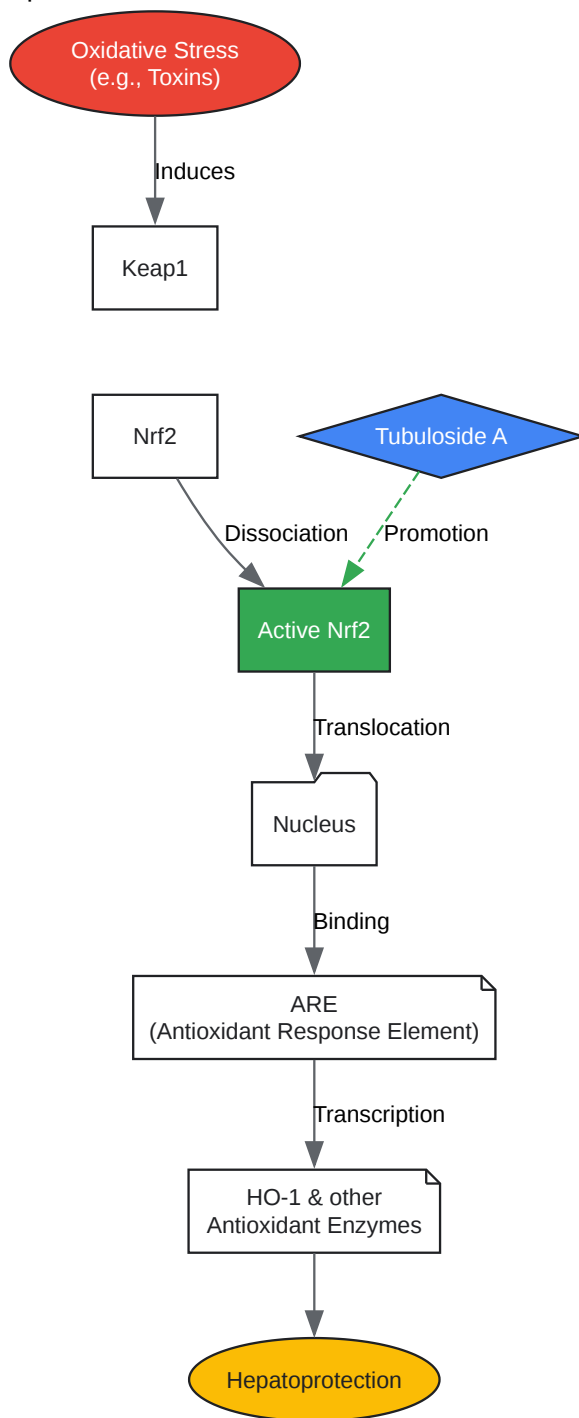 Oxidative Stress
(e.g., Toxins)
Induces
Keap1
Nrf2
Tubuloside A
Dissociation
Promotion
Active Nrf2
Translocation
Nucleus
Binding
ARE
(Antioxidant Response Element)
Transcription
HO-1 & other
Antioxidant Enzymes
Hepatoprotection